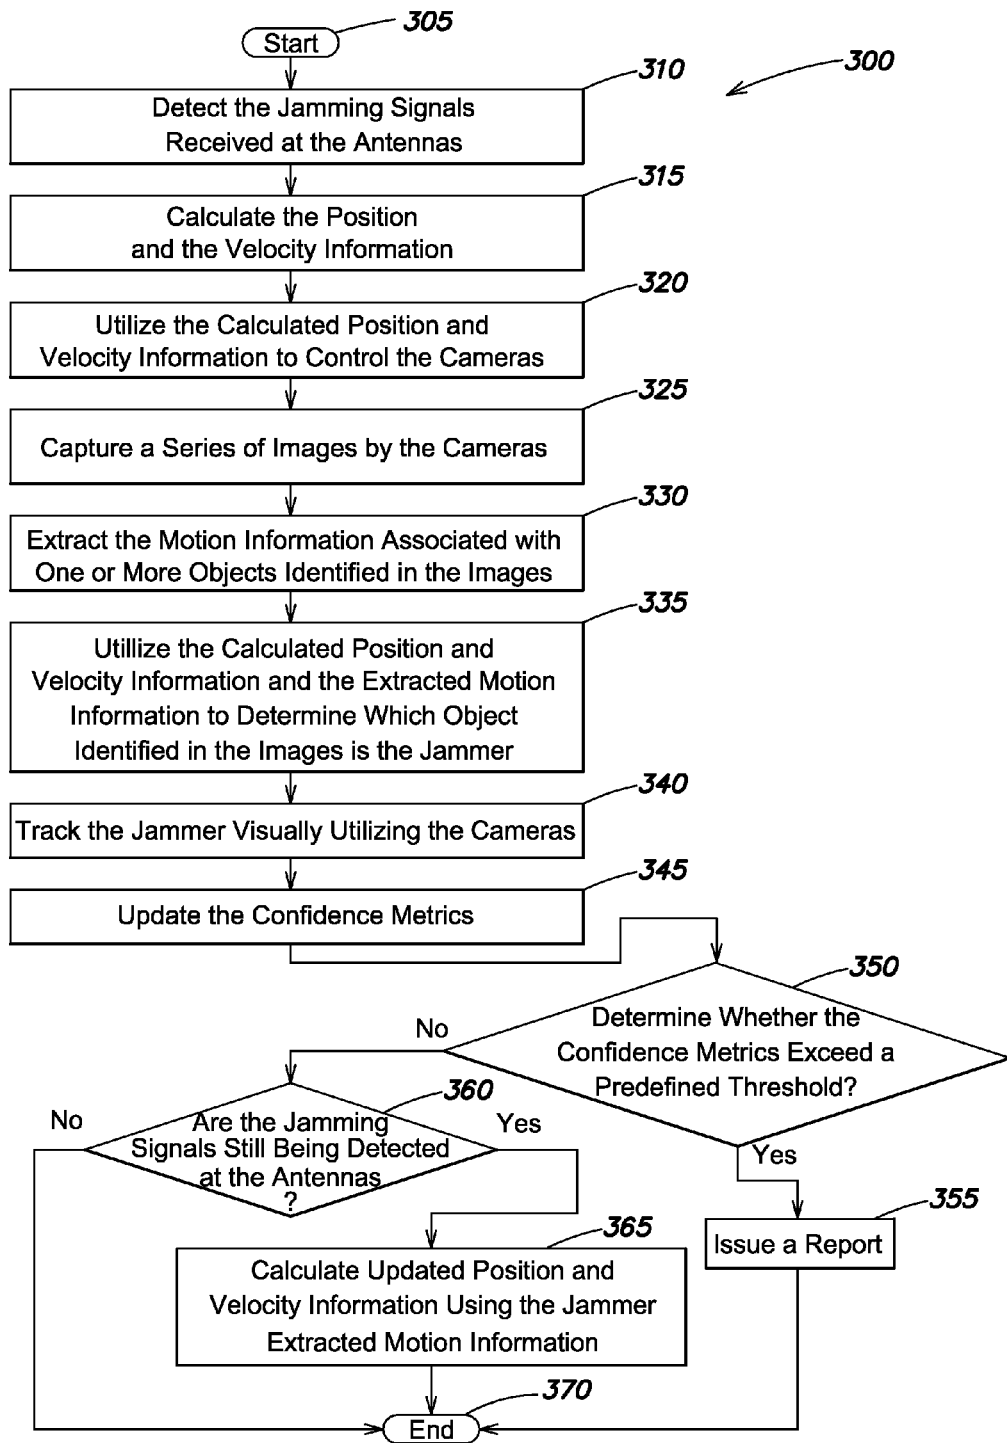 305
Start
300
310
Detect the Jamming Signals
Received at the Antennas
315
Calculate the Position
and the Velocity Information
320
Utilize the Calculated Position and
Velocity Information to Control the Cameras
325
Capture a Series of Images by the Cameras
330
Extract the Motion Information Associated with
One or More Objects Identified in the Images
335
Utillize the Calculated Position and
Velocity Information and the Extracted Motion
Information to Determine Which Object
Identified in the Images is the Jammer
340
Track the Jammer Visually Utilizing the Cameras
345
Update the Confidence Metrics
350
Determine Whether the
Confidence Metrics Exceed a
Predefined Threshold?
No
Yes
360
Are the Jamming
Signals Still Being Detected
at the Antennas
?
No
Yes
355
Issue a Report
365
Calculate Updated Position and
Velocity Information Using the Jammer
Extracted Motion Information
370
End